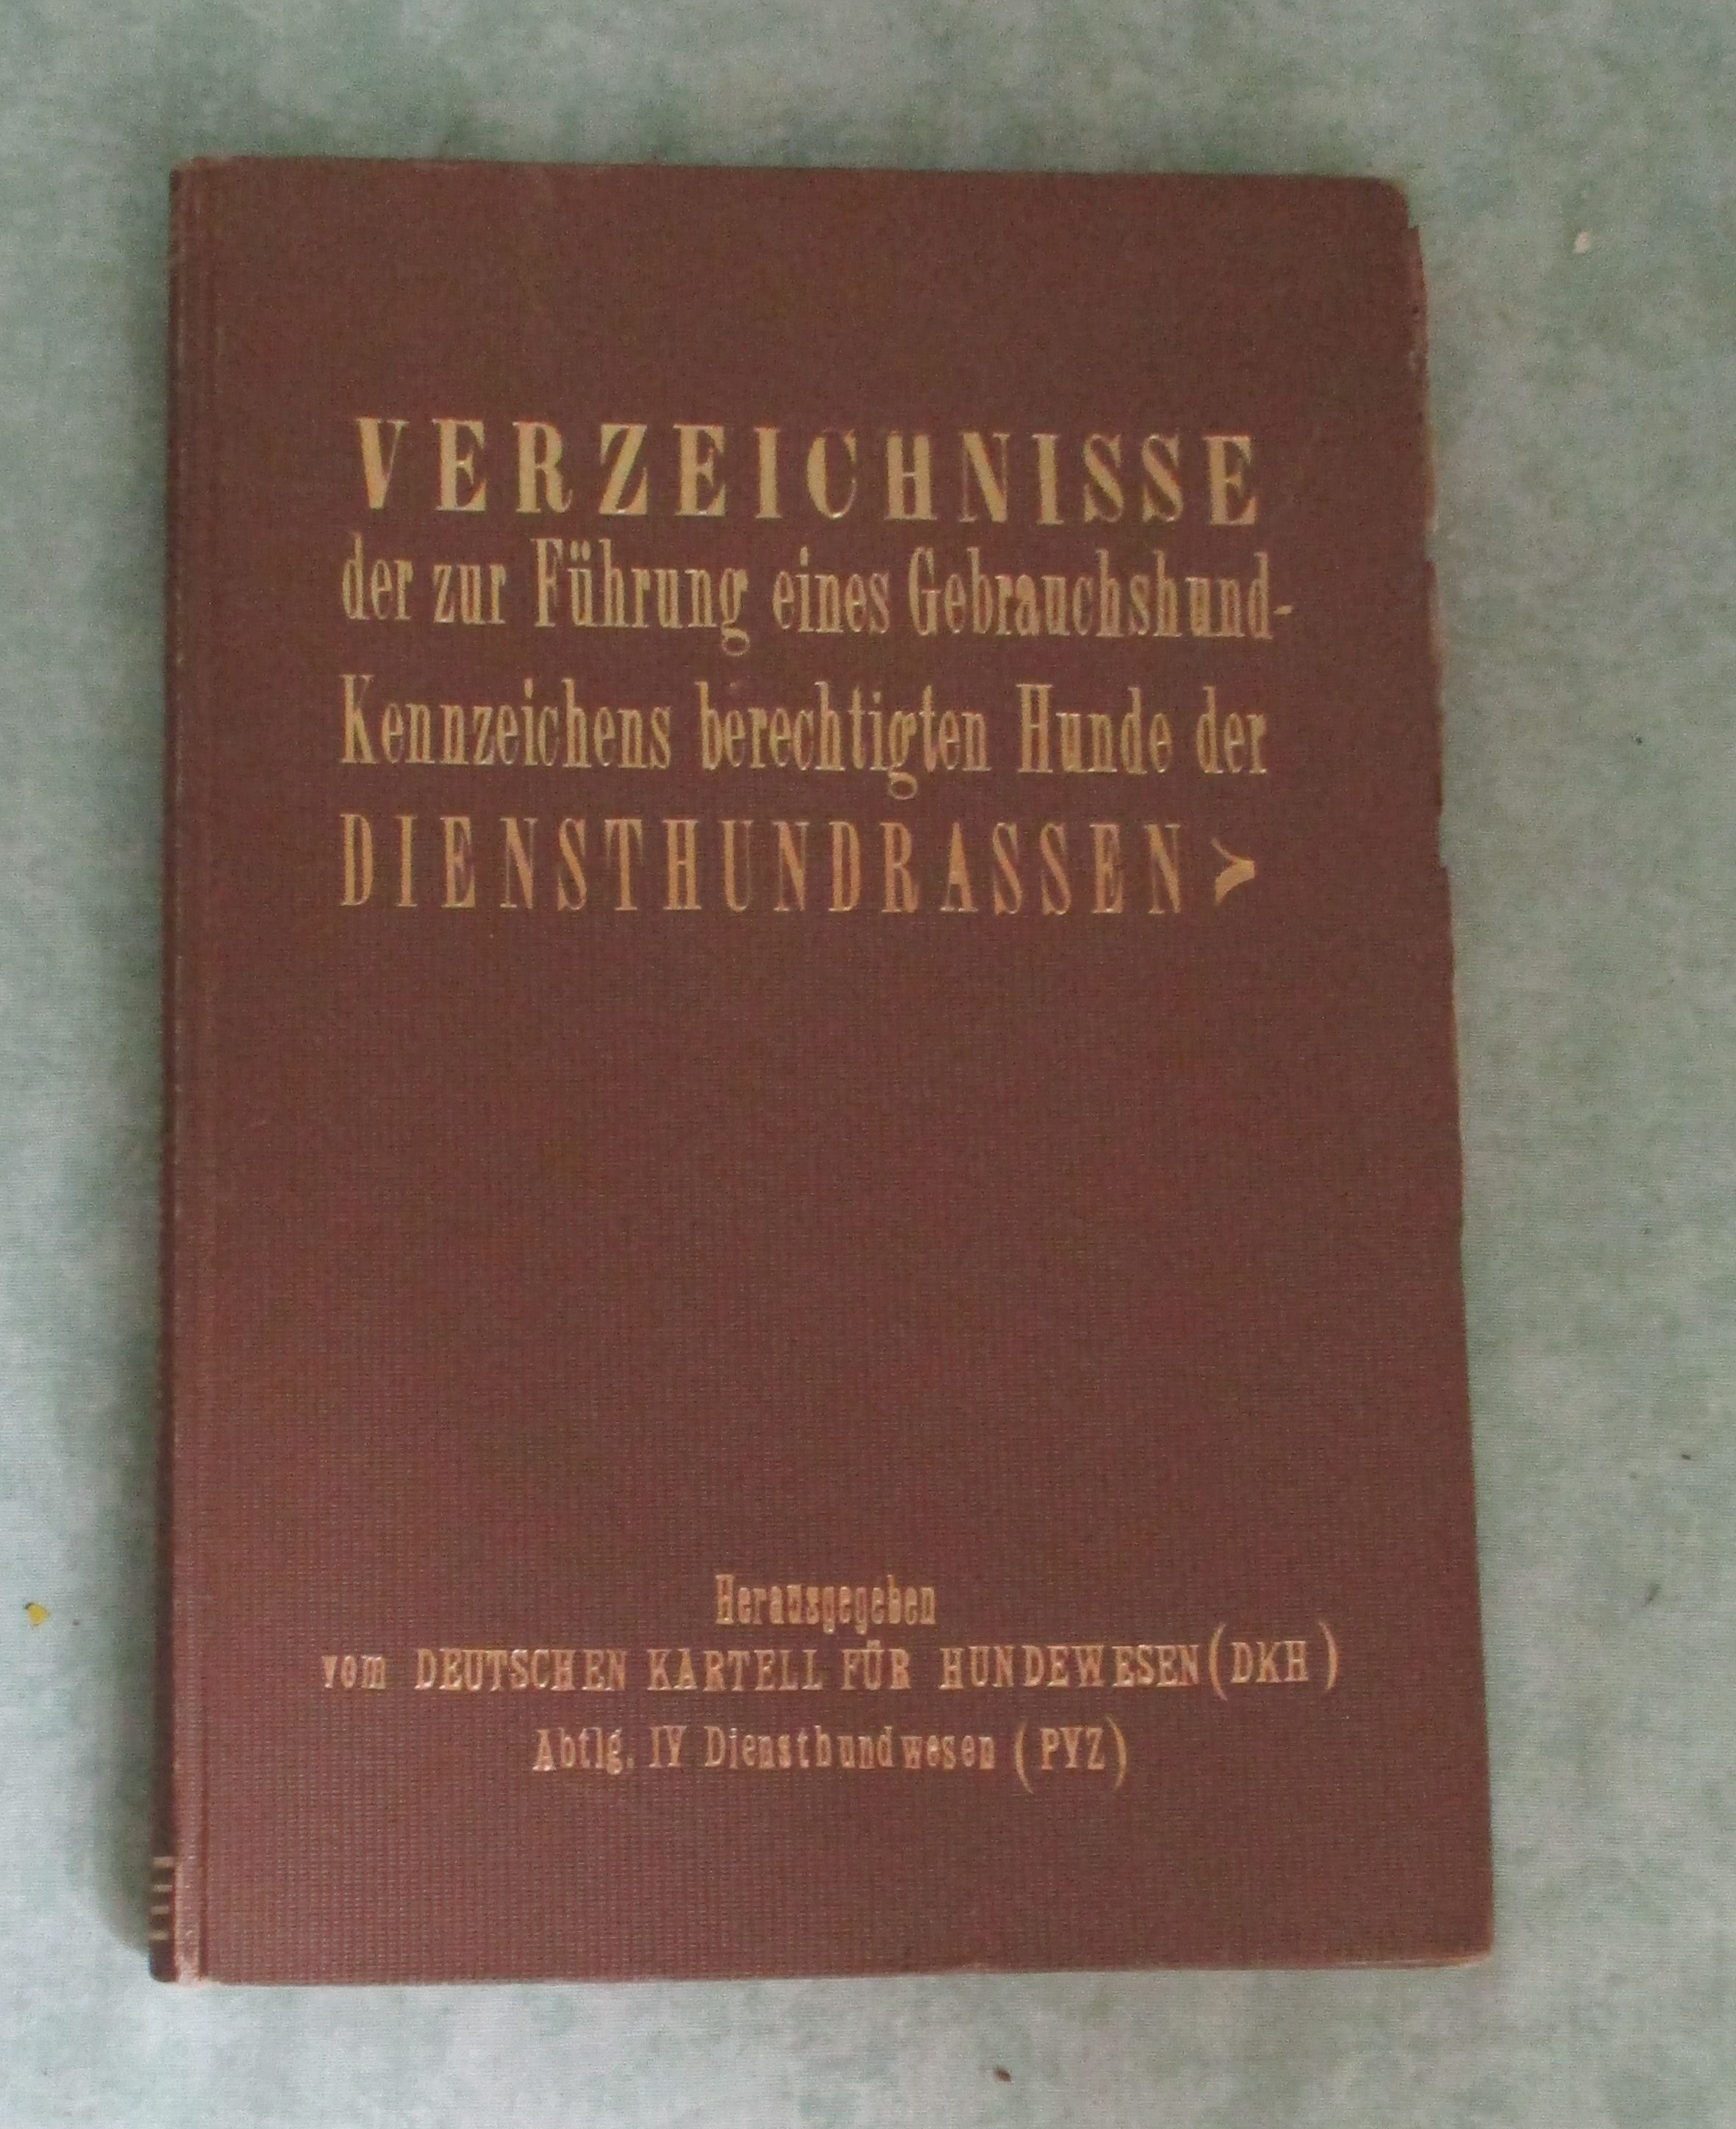 VERZEICHNISSE
der zur Führung eines Gebrauchshund-
Kennzeichens berechtigten Hunde der
DIENSTHUNDRASSEN
Herausgegeben
vom DEUTSCHEN KARTELL FÜR HUNDEWESEN (DKH)
Abtlg. IV Diensthundwesen (PVZ)